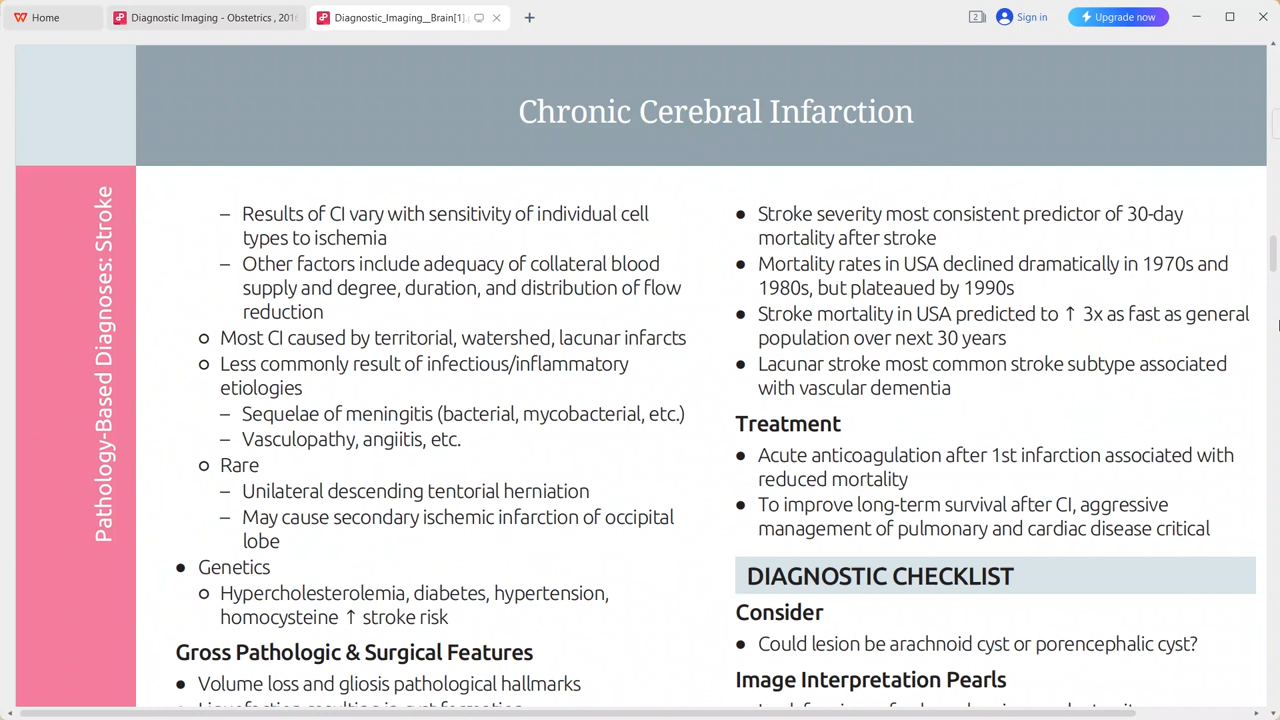 Home
Diagnostic Imaging - Obstetrics , 201
Diagnostic_Imaging__Brain[1].
2
Sign in
Upgrade now
Chronic Cerebral Infarction
Pathology-Based Diagnoses: Stroke
– Results of CI vary with sensitivity of individual cell
types to ischemia
– Other factors include adequacy of collateral blood
supply and degree, duration, and distribution of flow
reduction
○ Most CI caused by territorial, watershed, lacunar infarcts
○ Less commonly result of infectious/inflammatory
etiologies
– Sequelae of meningitis (bacterial, mycobacterial, etc.)
– Vasculopathy, angiitis, etc.
○ Rare
– Unilateral descending tentorial herniation
– May cause secondary ischemic infarction of occipital
lobe
● Genetics
○ Hypercholesterolemia, diabetes, hypertension,
homocysteine ↑ stroke risk
Gross Pathologic & Surgical Features
● Volume loss and gliosis pathological hallmarks
● Stroke severity most consistent predictor of 30-day
mortality after stroke
● Mortality rates in USA declined dramatically in 1970s and
1980s, but plateaued by 1990s
● Stroke mortality in USA predicted to ↑ 3x as fast as general
population over next 30 years
● Lacunar stroke most common stroke subtype associated
with vascular dementia
Treatment
● Acute anticoagulation after 1st infarction associated with
reduced mortality
● To improve long-term survival after CI, aggressive
management of pulmonary and cardiac disease critical
DIAGNOSTIC CHECKLIST
Consider
● Could lesion be arachnoid cyst or porencephalic cyst?
Image Interpretation Pearls